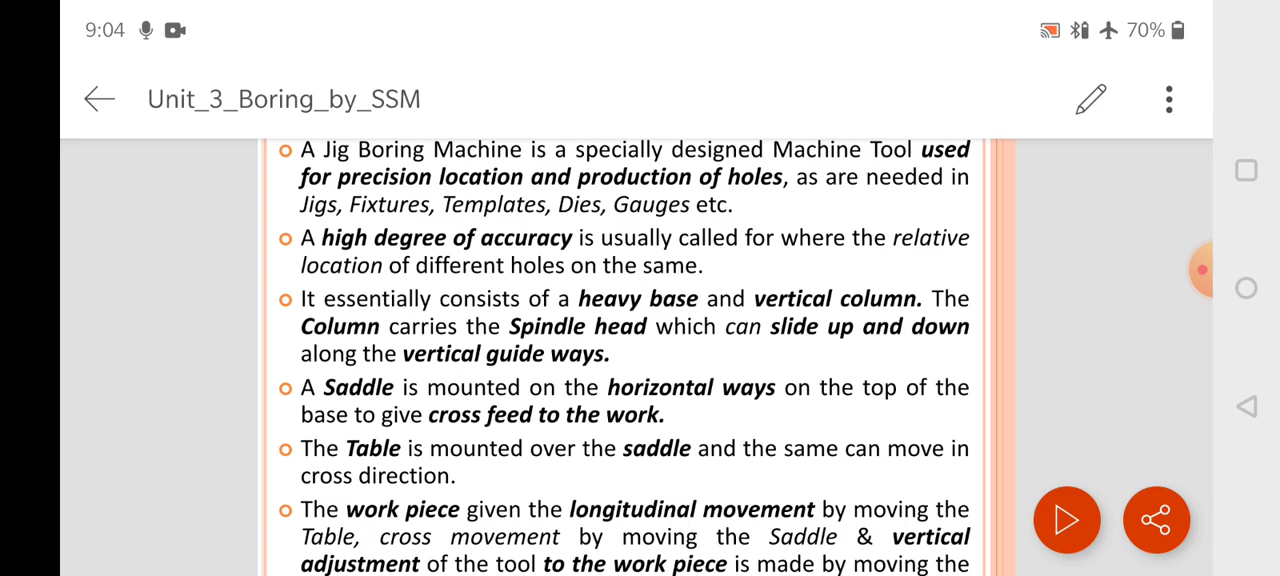 9:04
70%
Unit_3_Boring_by_SSM
A Jig Boring Machine is a specially designed Machine Tool used
for precision location and production of holes, as are needed in
Jigs, Fixtures, Templates, Dies, Gauges etc.
A high degree of accuracy is usually called for where the relative
location of different holes on the same.
It essentially consists of a heavy base and vertical column. The
Column carries the Spindle head which can slide up and down
along the vertical guide ways.
A Saddle is mounted on the horizontal ways on the top of the
base to give cross feed to the work.
The Table is mounted over the saddle and the same can move in
cross direction.
The work piece given the longitudinal movement by moving the
Table, cross movement by moving the Saddle & vertical
adjustment of the tool to the work piece is made by moving the